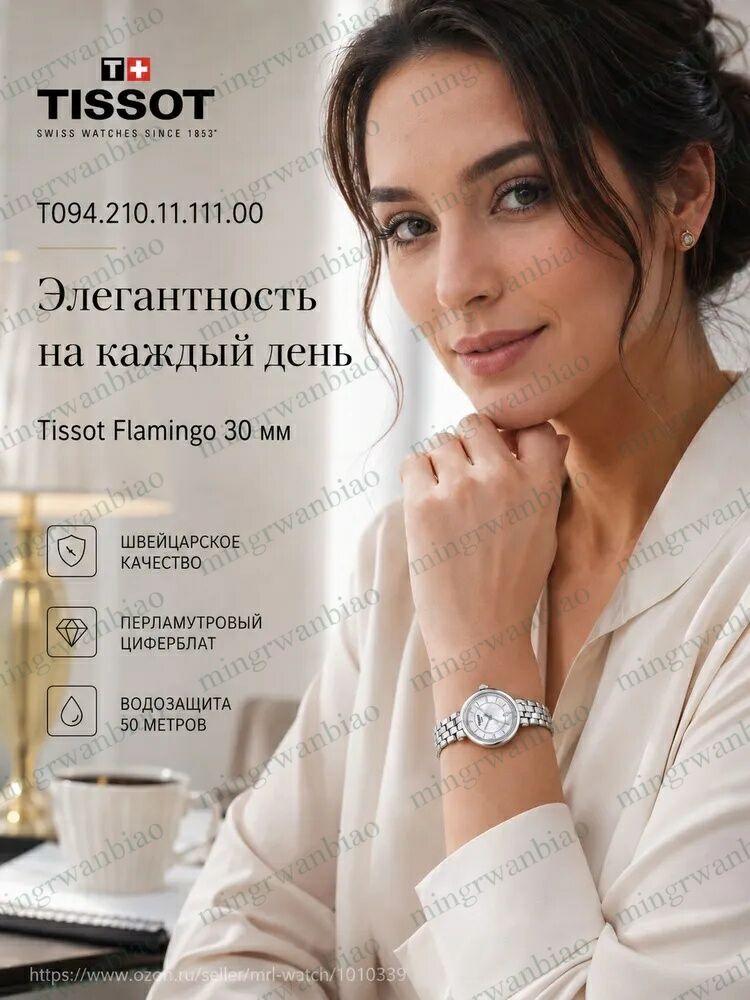 T+
TISSOT
SWISS WATCHES SINCE 1853
T094.210.11.111.00
Элегантность
на каждый день
Tissot Flamingo 30 мм
ШВЕЙЦАРСКОЕ
КАЧЕСТВО
ПЕРЛАМУТРОВЫЙ
ЦИФЕРБЛАТ
ВОДОЗАЩИТА
50 МЕТРОВ
https://www.ozon.ru/seller/mrl-watch/1010339
mingrwanbiao